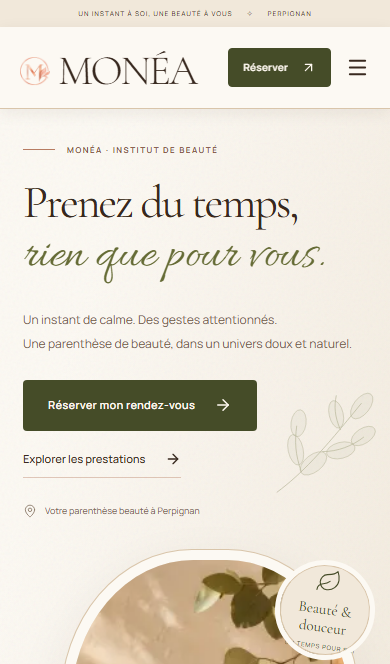 UN INSTANT À SOI, UNE BEAUTÉ À VOUS ✧ PERPIGNAN
M MONÉA
Réserver
MONÉA · INSTITUT DE BEAUTÉ
Prenez du temps,
rien que pour vous.
Un instant de calme. Des gestes attentionnés.
Une parenthèse de beauté, dans un univers doux et naturel.
Réserver mon rendez-vous
Explorer les prestations
Votre parenthèse beauté à Perpignan
Beauté &
douceur
TEMPS POUR